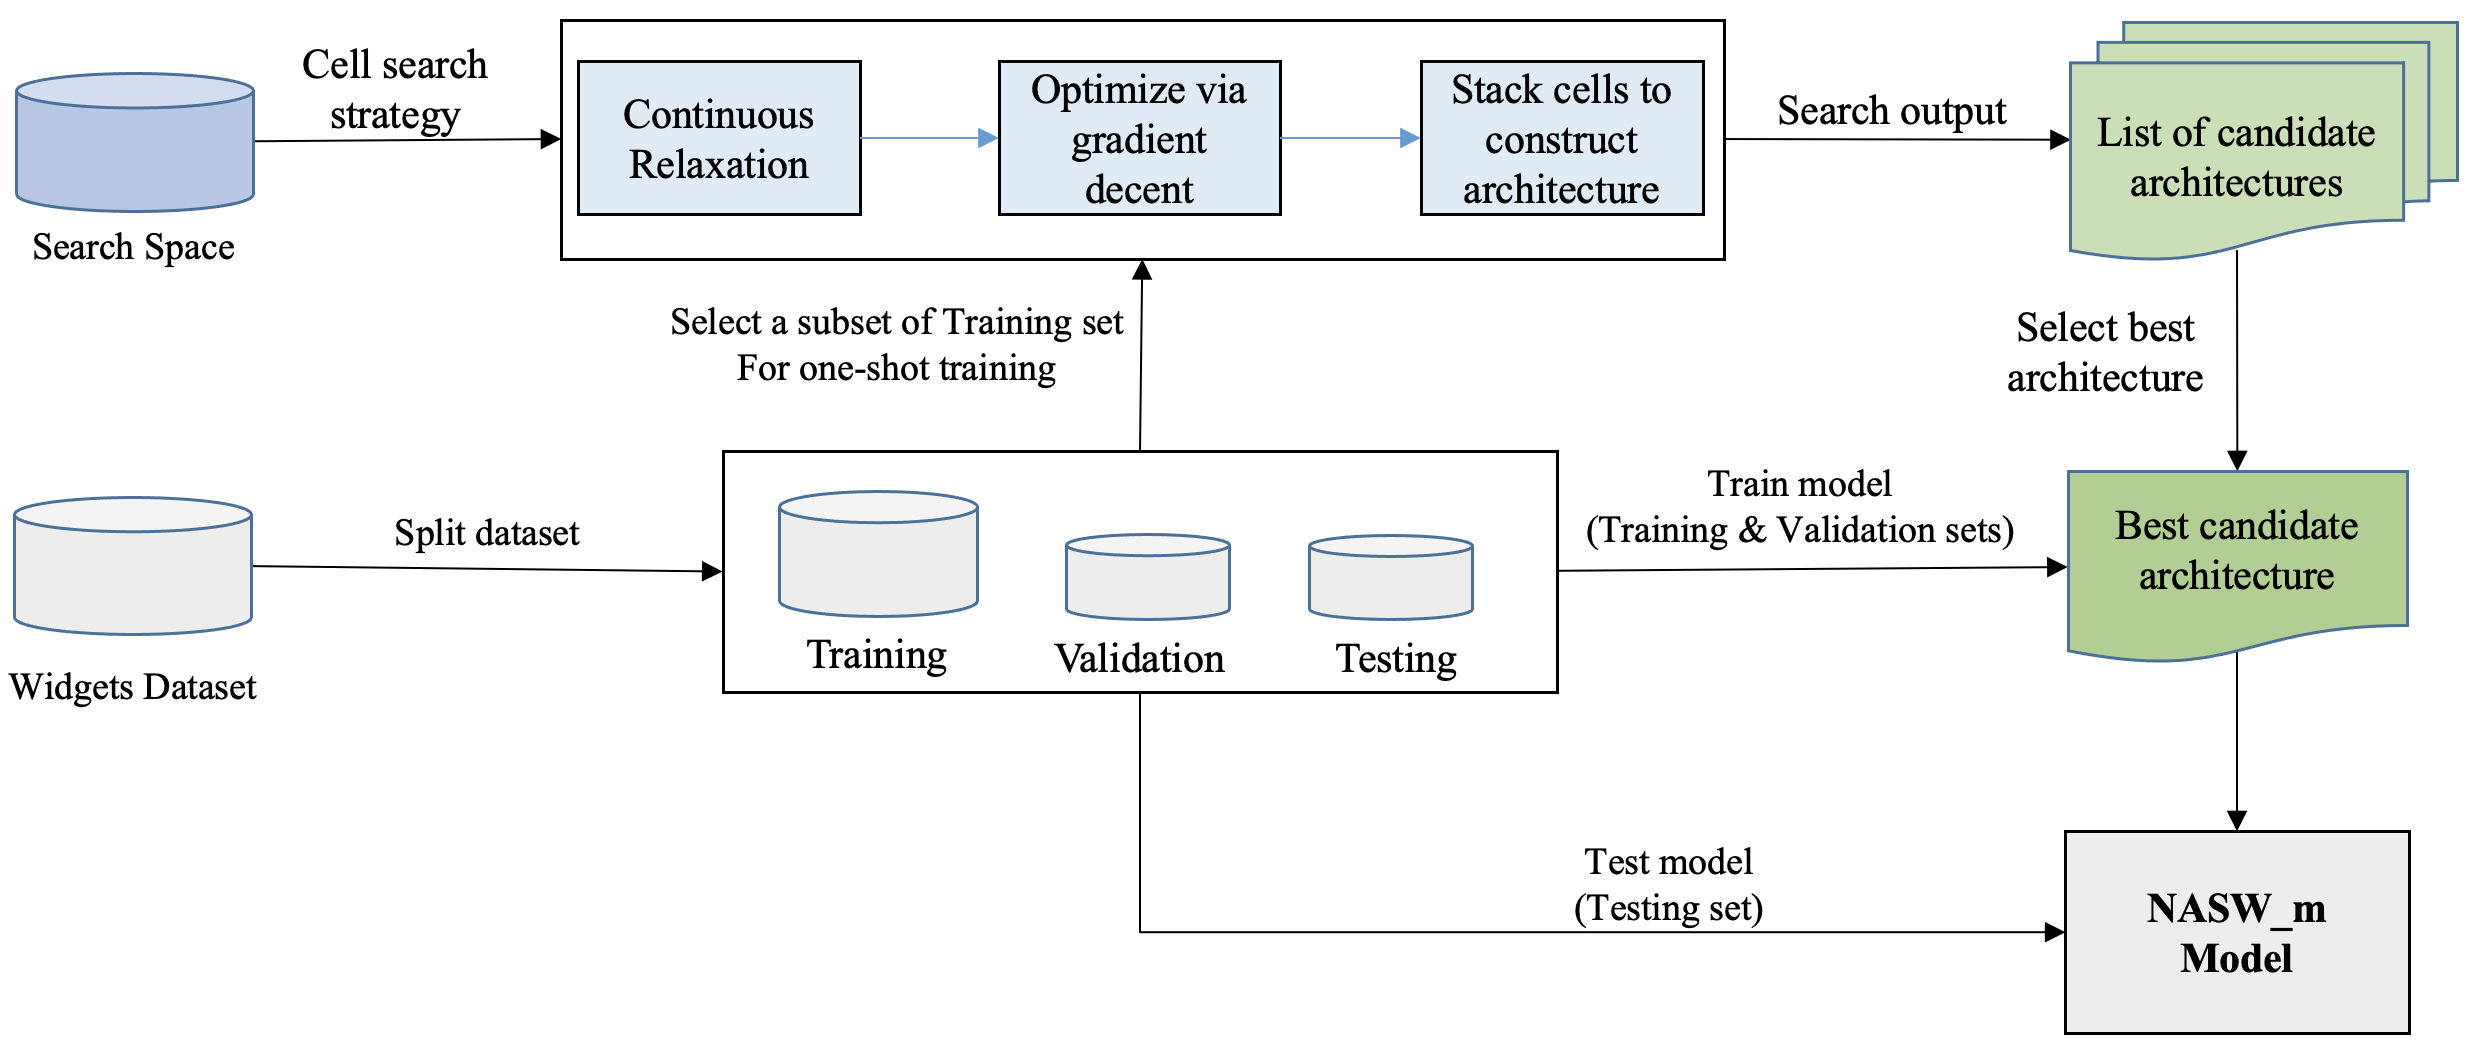 Cell search
strategy
Search Space
Continuous
Relaxation
Optimize via
gradient
decent
Stack cells to
construct
architecture
Search output
List of candidate
architectures
Select a subset of Training set
For one-shot training
Select best
architecture
Widgets Dataset
Split dataset
Training
Validation
Testing
Train model
(Training & Validation sets)
Best candidate
architecture
Test model
(Testing set)
NASW_m
Model